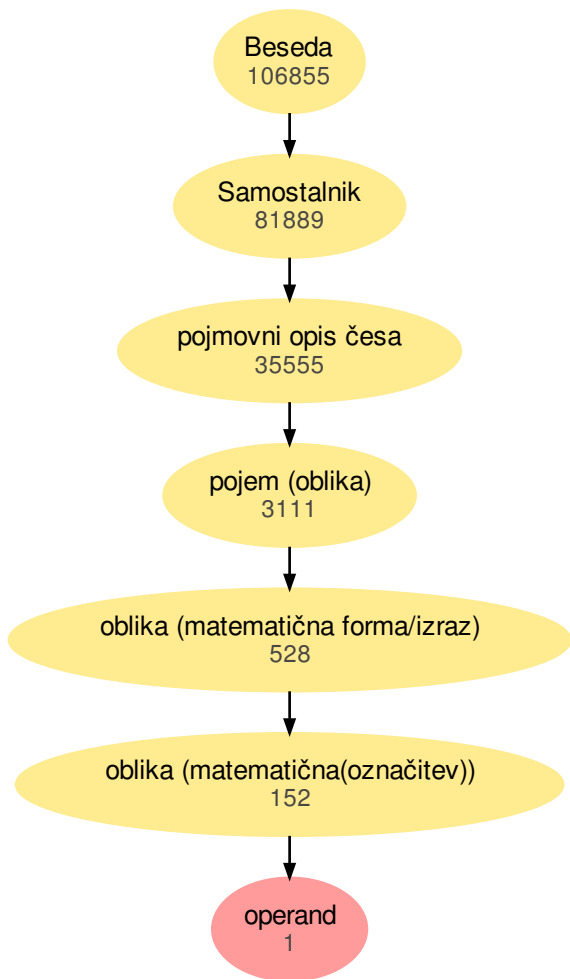 Beseda
106855
Samostalnik
81889
pojmovni opis česa
35555
pojem (oblika)
3111
oblika (matematična forma/izraz)
528
oblika (matematična(označitev))
152
operand
1